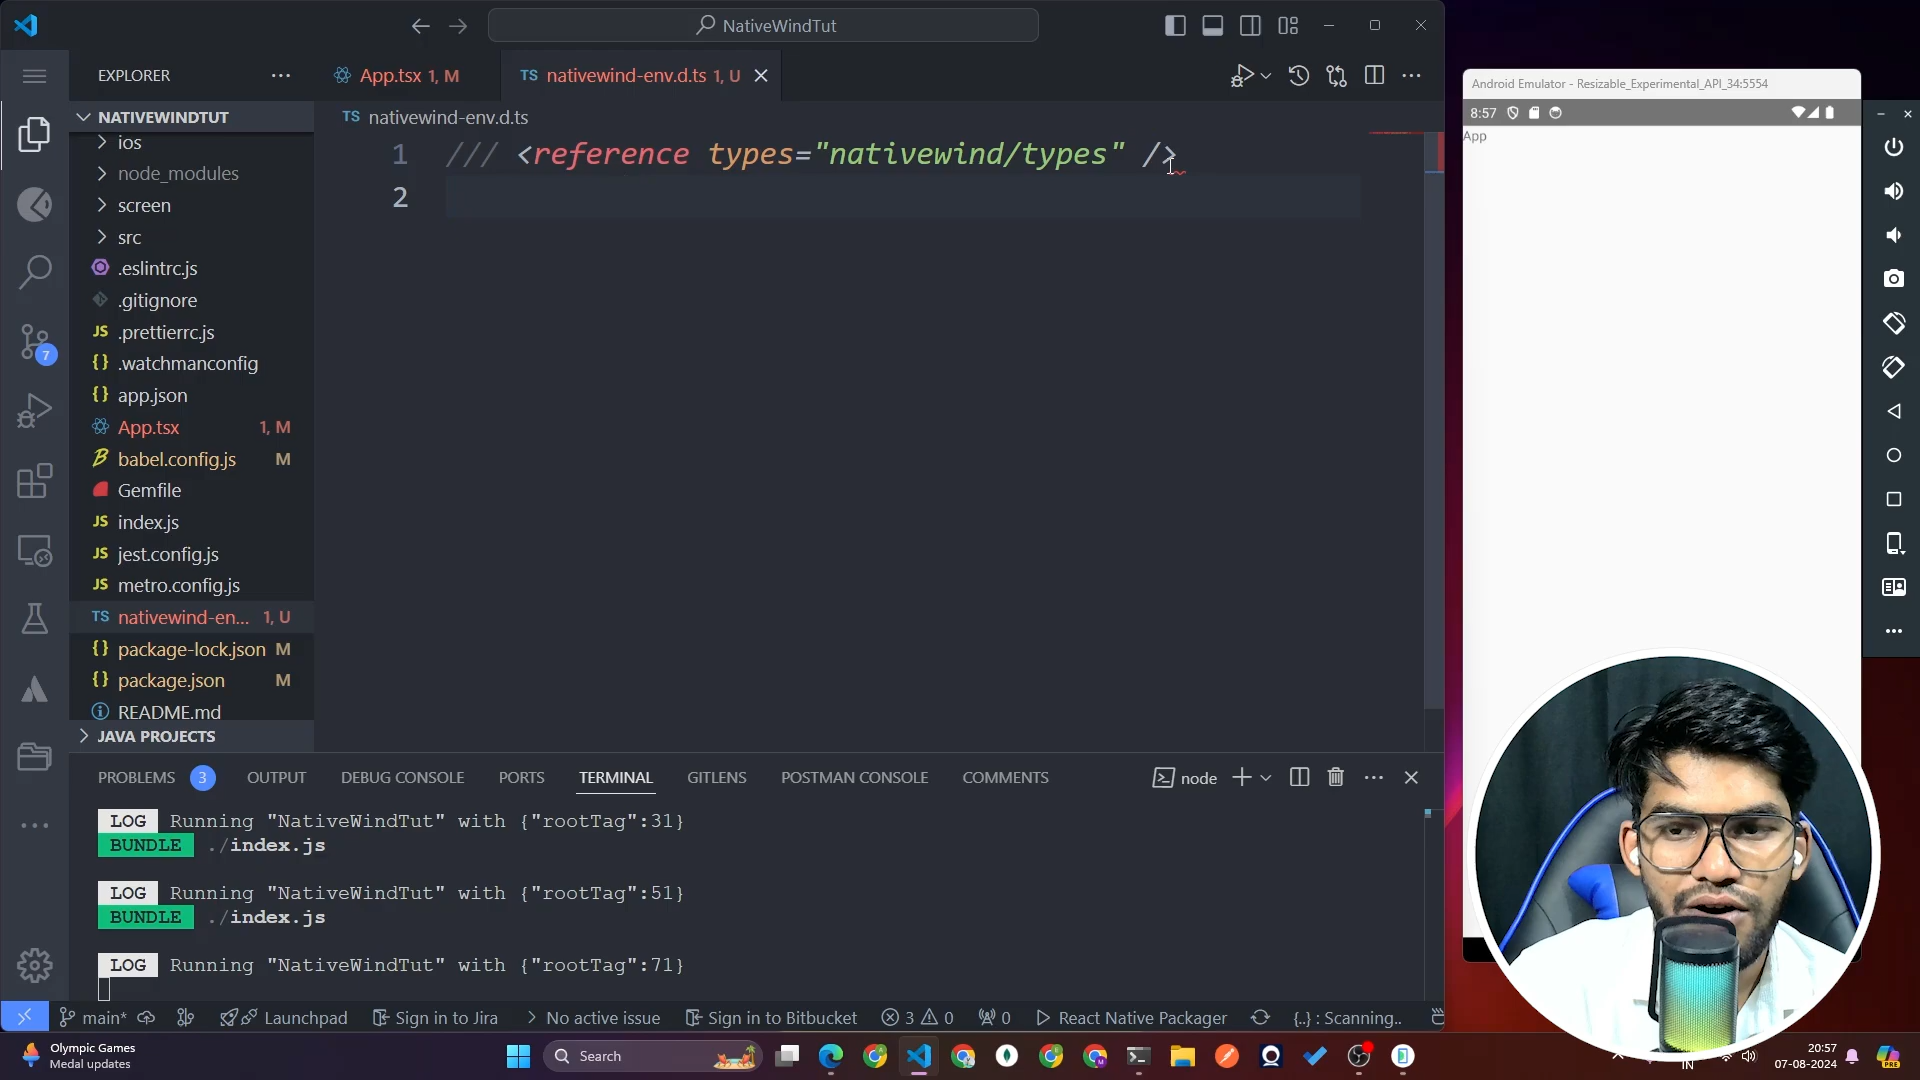 NativeWindTut
EXPLORER
App.tsx 1, M
TS nativewind-env.d.ts 1, U
NATIVEWINDTUT
TS nativewind-env.d.ts
ios
node_modules
screen
src
.eslintrc.js
.gitignore
JS .prettierrc.js
{} .watchmanconfig
{} app.json
App.tsx 1, M
babel.config.js M
Gemfile
JS index.js
JS jest.config.js
JS metro.config.js
TS nativewind-en... 1, U
{} package-lock.json M
{} package.json M
README.md
JAVA PROJECTS
7
1 /// <reference types="nativewind/types" />
2
PROBLEMS 3 OUTPUT DEBUG CONSOLE PORTS TERMINAL GITLENS POSTMAN CONSOLE COMMENTS
node
LOG Running "NativeWindTut" with {"rootTag":31}
BUNDLE ./index.js
LOG Running "NativeWindTut" with {"rootTag":51}
BUNDLE ./index.js
LOG Running "NativeWindTut" with {"rootTag":71}
main* Launchpad Sign in to Jira No active issue Sign in to Bitbucket 3 0 0 React Native Packager {..} : Scanning..
Android Emulator - Resizable_Experimental_API_34:5554
8:57
App
Olympic Games
Medal updates
Search
IN
20:57
07-08-2024
PRE